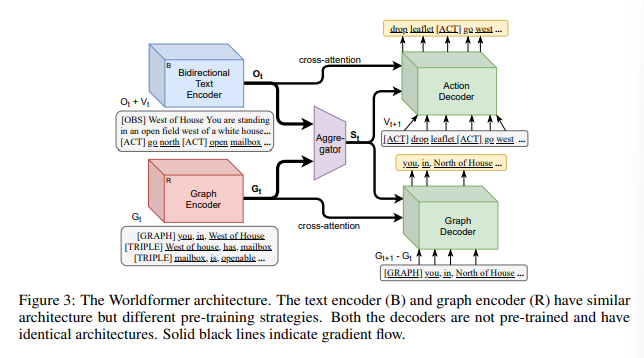 drop leaflet [ACT] go west ...
cross-attention
B
Bidirectional
Text
Encoder
Ot
Action
Decoder
Ot + Vt
[OBS] West of House You are standing
in an open field west of a white house...
[ACT] go north [ACT] open mailbox ...
Aggre-
gator
St
Vt+1
[ACT] drop leaflet [ACT] go west ...
you, in, North of House ...
R
Graph
Encoder
Gt
Graph
Decoder
Gt
[GRAPH] you, in, West of House
[TRIPLE] West of house, has, mailbox
[TRIPLE] mailbox, is, openable ...
cross-attention
Gt+1 - Gt
[GRAPH] you, in, North of House ...
Figure 3: The Worldformer architecture. The text encoder (B) and graph encoder (R) have similar
architecture but different pre-training strategies. Both the decoders are not pre-trained and have
identical architectures. Solid black lines indicate gradient flow.